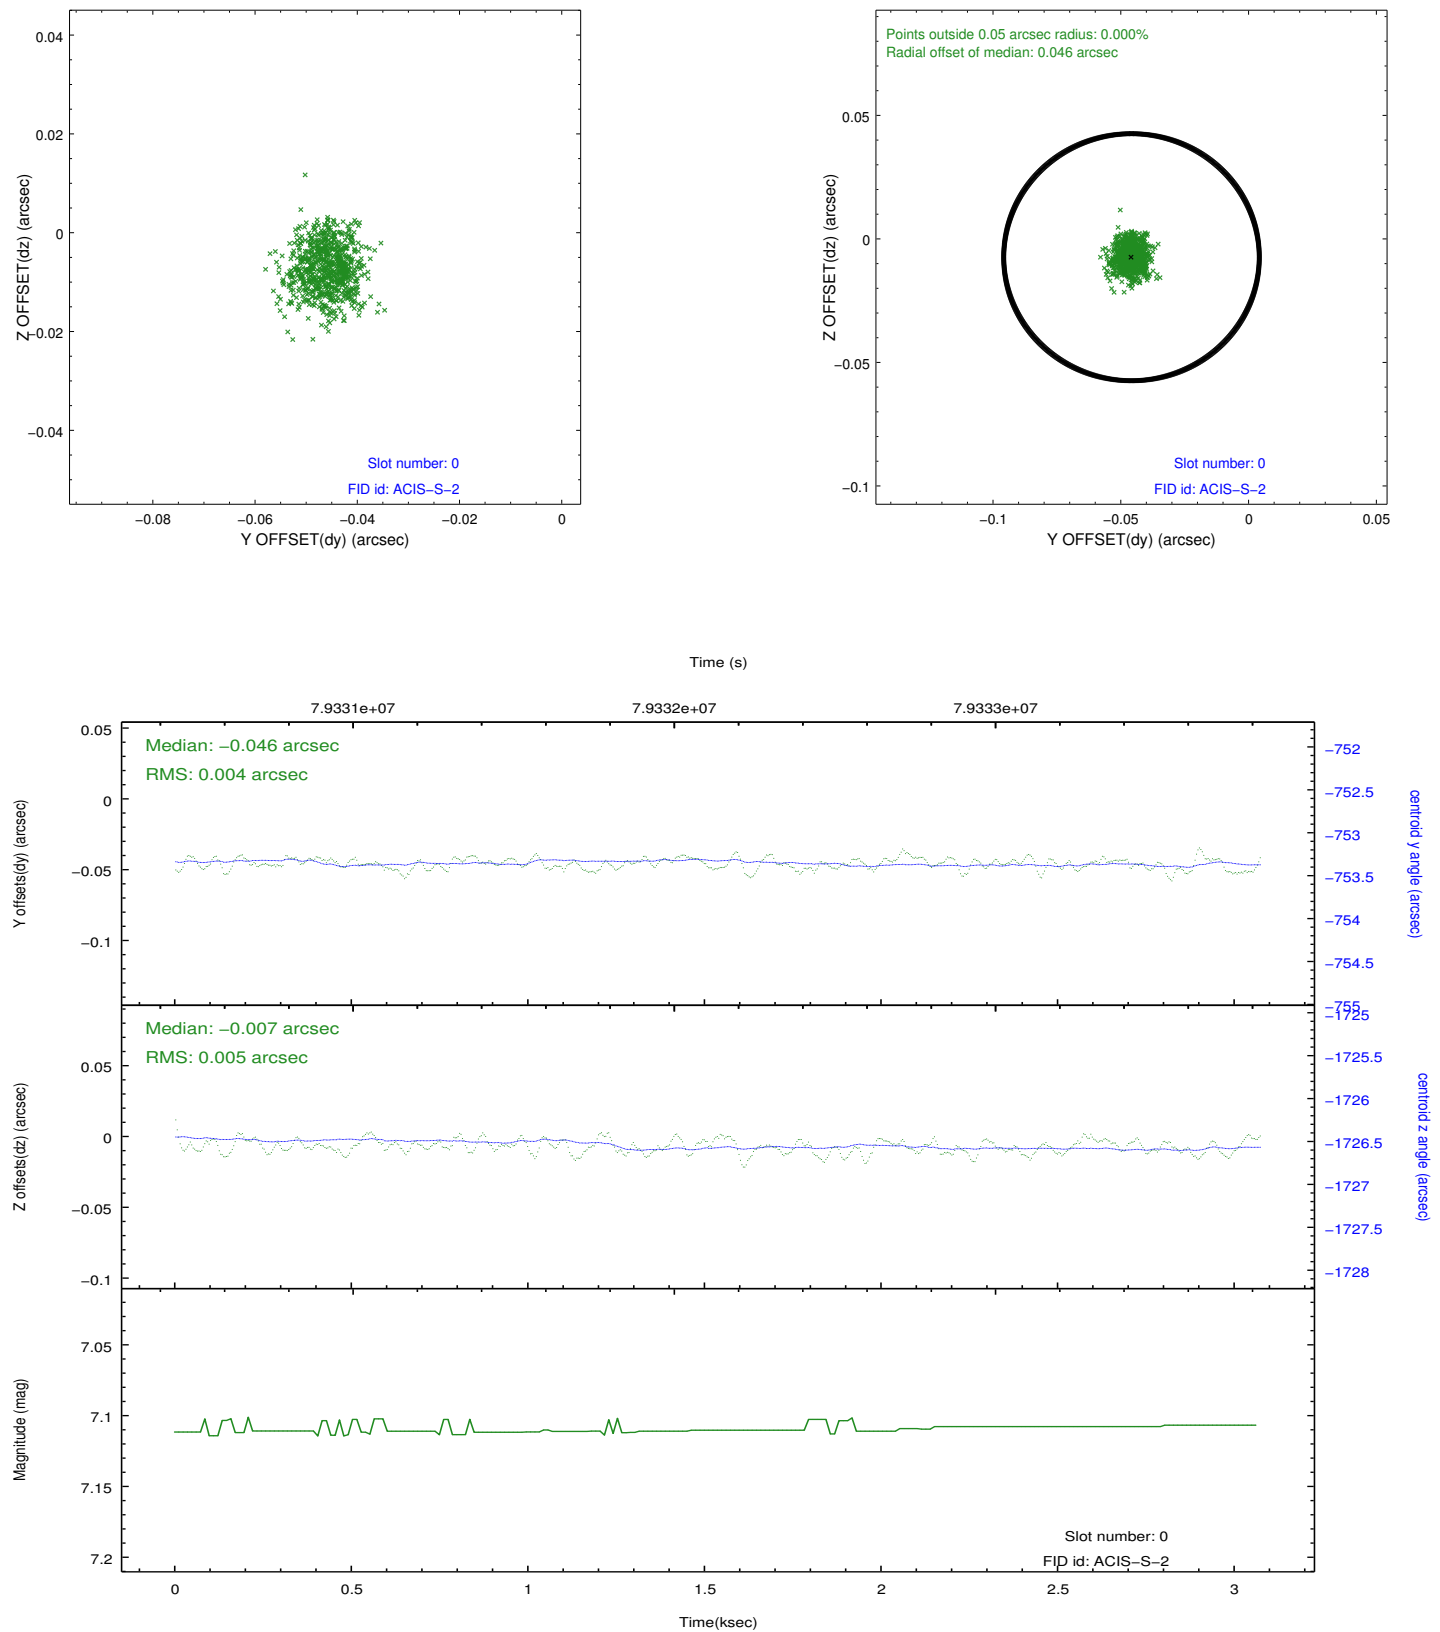 0.04
0.02
0
−0.02
−0.04
Z OFFSET(dz) (arcsec)
Slot number: 0
FID id: ACIS−S−2
−0.08 −0.06 −0.04 −0.02 0
Y OFFSET(dy) (arcsec)
Points outside 0.05 arcsec radius: 0.000%
Radial offset of median: 0.046 arcsec
0.05
0
−0.05
−0.1
Z OFFSET(dz) (arcsec)
Slot number: 0
FID id: ACIS−S−2
−0.1 −0.05 0 0.05
Y OFFSET(dy) (arcsec)
Time (s)
7.9331e+07 7.9332e+07 7.9333e+07
0.05
0
−0.05
−0.1
Y offsets(dy) (arcsec)
Median: −0.046 arcsec
RMS: 0.004 arcsec
−752
−752.5
−753
−753.5
−754
−754.5
−755
centroid y angle (arcsec)
0.05
0
−0.05
−0.1
Z offsets(dz) (arcsec)
Median: −0.007 arcsec
RMS: 0.005 arcsec
−1725
−1725.5
−1726
−1726.5
−1727
−1727.5
−1728
centroid z angle (arcsec)
7.05
7.1
7.15
7.2
Magnitude (mag)
Slot number: 0
FID id: ACIS−S−2
0 0.5 1 1.5 2 2.5 3
Time(ksec)